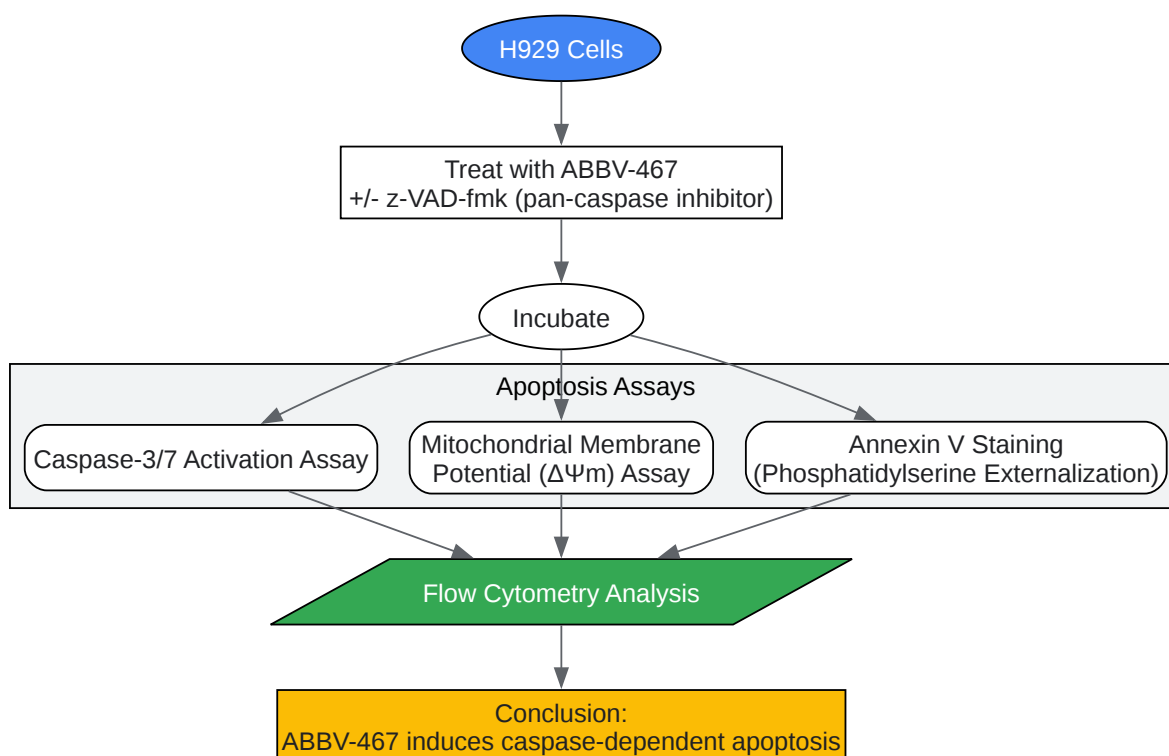 H929 Cells
Treat with ABBV-467
+/- z-VAD-fmk (pan-caspase inhibitor)
Incubate
Apoptosis Assays
Caspase-3/7 Activation Assay
Mitochondrial Membrane
Potential (ΔΨm) Assay
Annexin V Staining
(Phosphatidylserine Externalization)
Flow Cytometry Analysis
Conclusion:
ABBV-467 induces caspase-dependent apoptosis